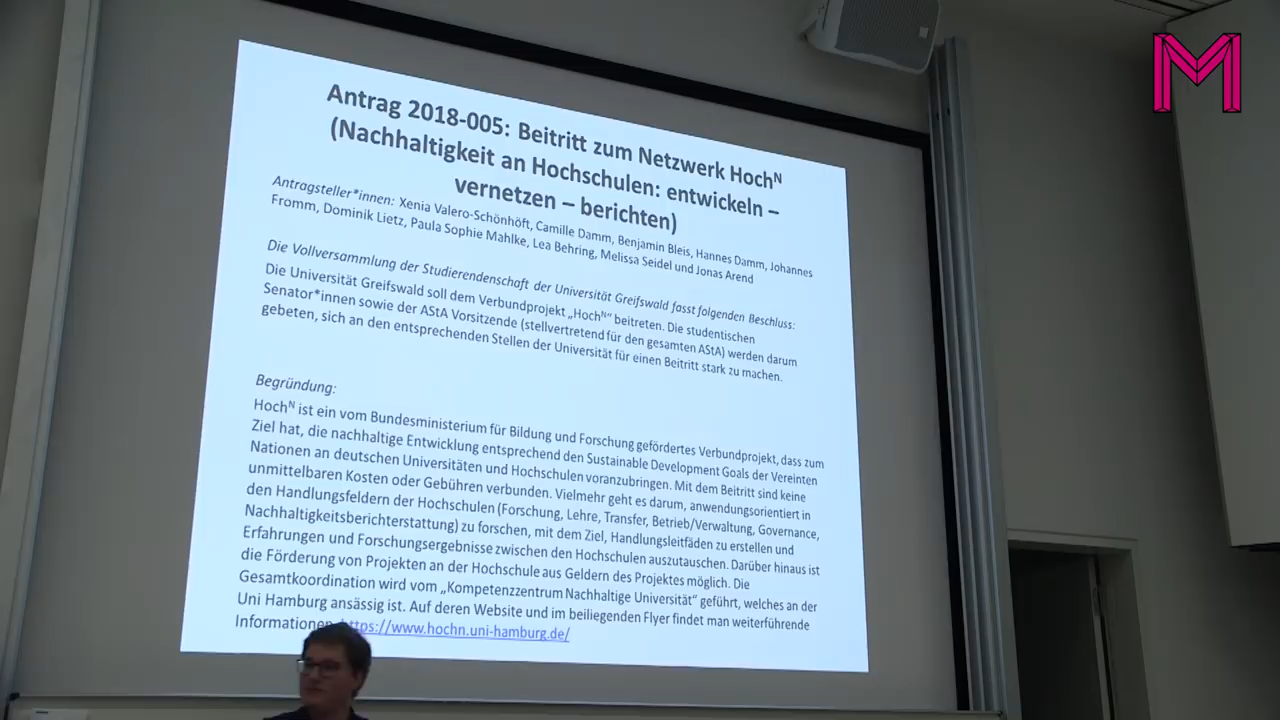 M
Antrag 2018-005: Beitritt zum Netzwerk Hochᴺ
(Nachhaltigkeit an Hochschulen: entwickeln –
vernetzen – berichten)
Antragsteller*innen: Xenia Valero-Schönhöft, Camille Damm, Benjamin Bleis, Hannes Damm, Johannes
Fromm, Dominik Lietz, Paula Sophie Mahlke, Lea Behring, Melissa Seidel und Jonas Arend
Die Vollversammlung der Studierendenschaft der Universität Greifswald fasst folgenden Beschluss:
Die Universität Greifswald soll dem Verbundprojekt „Hochᴺ“ beitreten. Die studentischen
Senator*innen sowie der AStA Vorsitzende (stellvertretend für den gesamten AStA) werden darum
gebeten, sich an den entsprechenden Stellen der Universität für einen Beitritt stark zu machen.
Begründung:
Hochᴺ ist ein vom Bundesministerium für Bildung und Forschung gefördertes Verbundprojekt, dass zum
Ziel hat, die nachhaltige Entwicklung entsprechend den Sustainable Development Goals der Vereinten
Nationen an deutschen Universitäten und Hochschulen voranzubringen. Mit dem Beitritt sind keine
unmittelbaren Kosten oder Gebühren verbunden. Vielmehr geht es darum, anwendungsorientiert in
den Handlungsfeldern der Hochschulen (Forschung, Lehre, Transfer, Betrieb/Verwaltung, Governance,
Nachhaltigkeitsberichterstattung) zu forschen, mit dem Ziel, Handlungsleitfäden zu erstellen und
Erfahrungen und Forschungsergebnisse zwischen den Hochschulen auszutauschen. Darüber hinaus ist
die Förderung von Projekten an der Hochschule aus Geldern des Projektes möglich. Die
Gesamtkoordination wird vom „Kompetenzzentrum Nachhaltige Universität“ geführt, welches an der
Uni Hamburg ansässig ist. Auf deren Website und im beiliegenden Flyer findet man weiterführende
Informationen https://www.hochn.uni-hamburg.de/